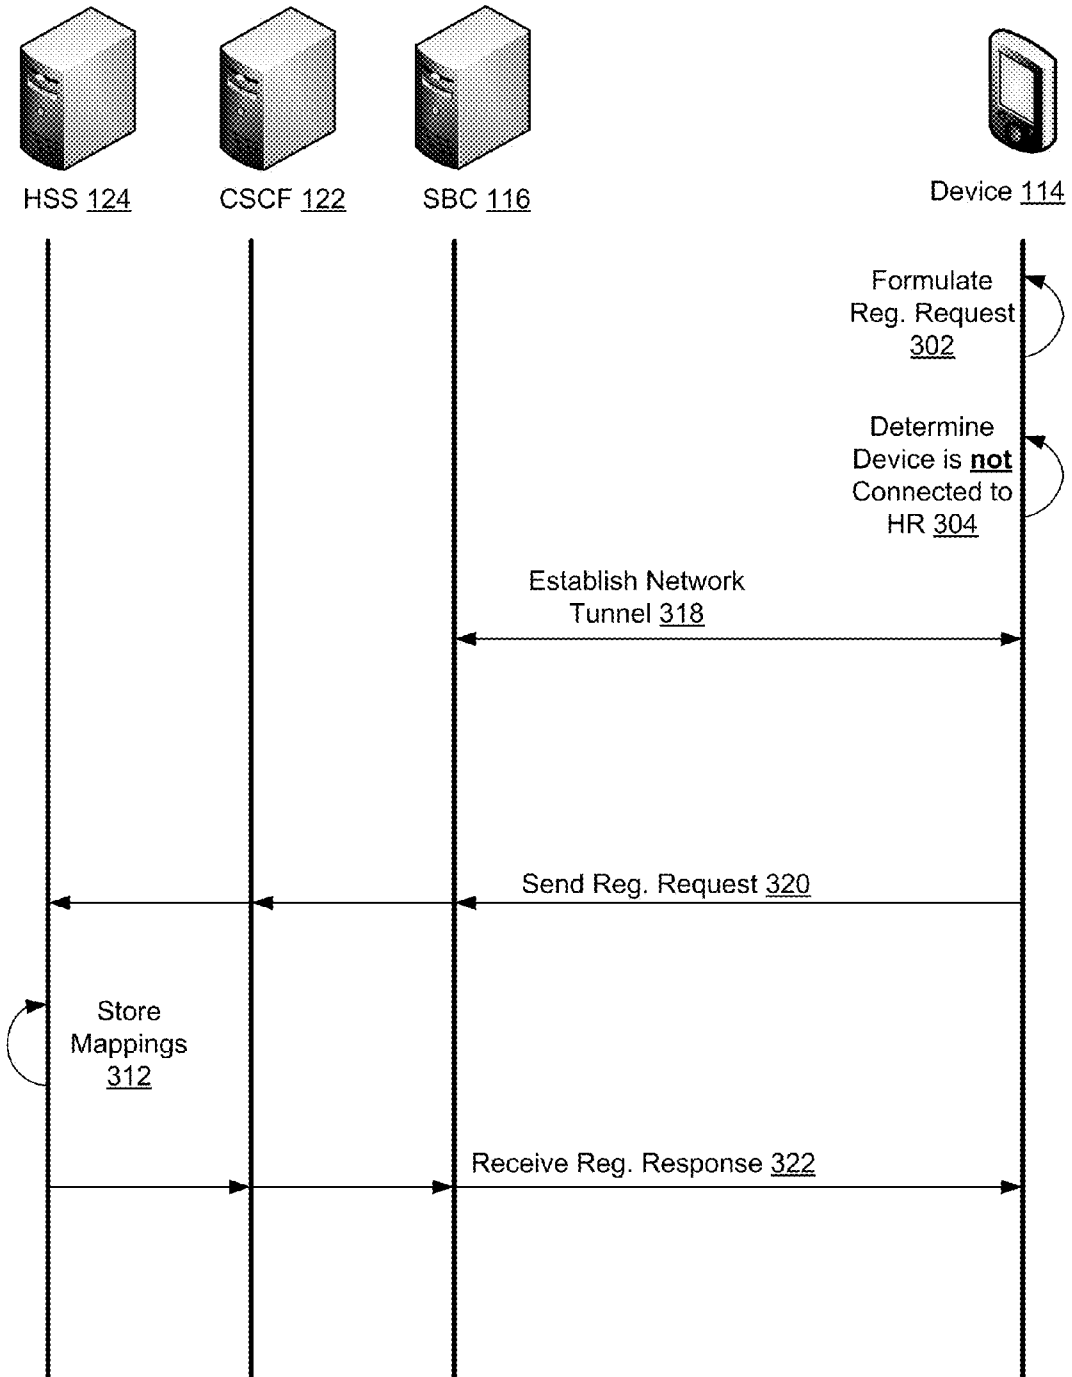 HSS 124
CSCF 122
SBC 116
Device 114
Formulate
Reg. Request
302
Determine
Device is not
Connected to
HR 304
Establish Network
Tunnel 318
Send Reg. Request 320
Store
Mappings
312
Receive Reg. Response 322